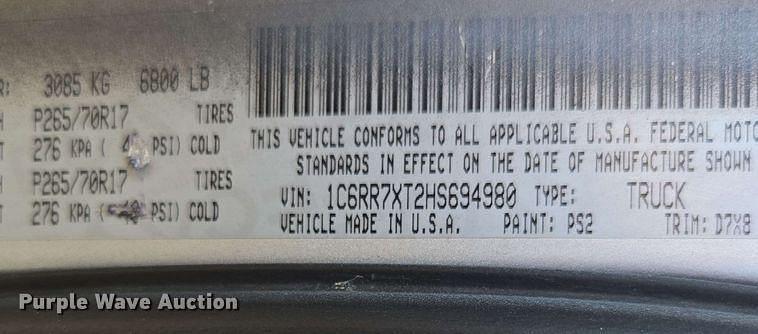 R: 3085 KG 6800 LB
P265/70R17 TIRES
276 KPA ( PSI) COLD
P265/70R17 TIRES
276 KPA ( PSI) COLD
THIS VEHICLE CONFORMS TO ALL APPLICABLE U.S.A. FEDERAL MOTO
STANDARDS IN EFFECT ON THE DATE OF MANUFACTURE SHOWN
VIN: 1C6RR7XT2HS694980 TYPE: TRUCK
VEHICLE MADE IN U.S.A. PAINT: PS2 TRIM: D7X8
Purple Wave Auction